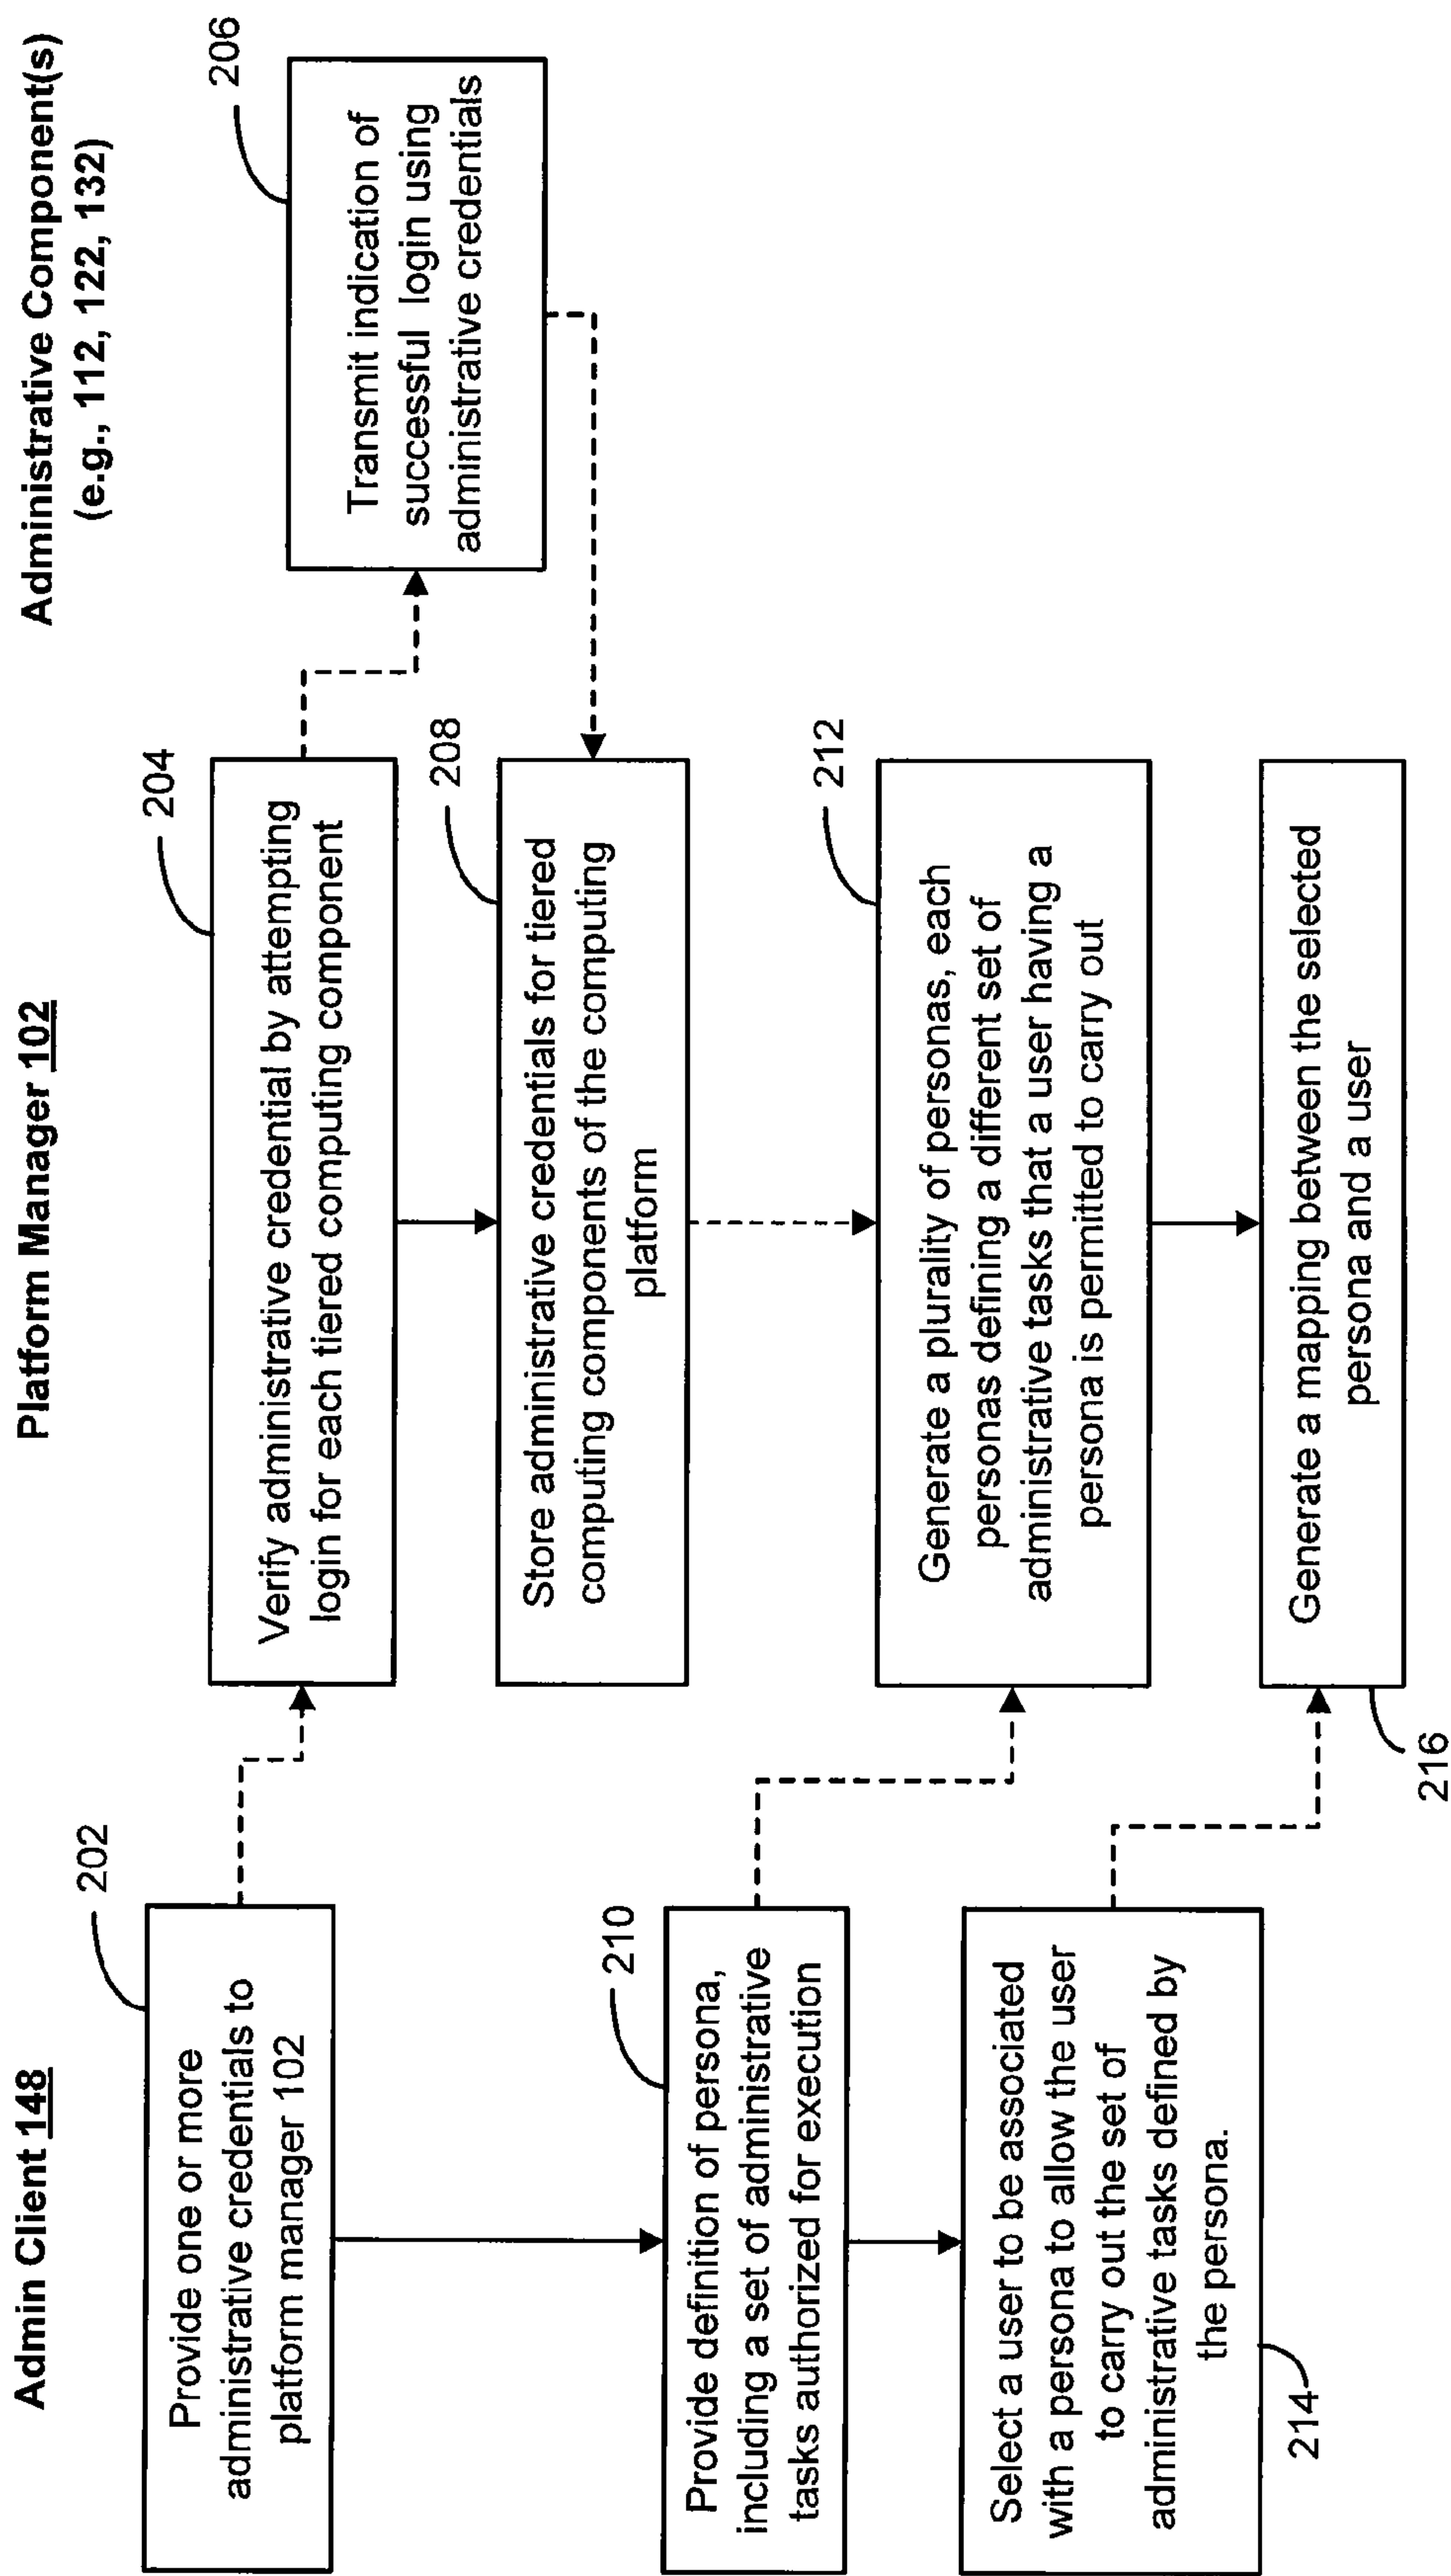 Admin Client 148
Platform Manager 102
Administrative Component(s)
(e.g., 112, 122, 132)
202
Provide one or more
administrative credentials to
platform manager 102
204
Verify administrative credential by attempting
login for each tiered computing component
206
Transmit indication of
successful login using
administrative credentials
208
Store administrative credentials for tiered
computing components of the computing
platform
210
Provide definition of persona,
including a set of administrative
tasks authorized for execution
212
Generate a plurality of personas, each
personas defining a different set of
administrative tasks that a user having a
persona is permitted to carry out
214
Select a user to be associated
with a persona to allow the user
to carry out the set of
administrative tasks defined by
the persona.
216
Generate a mapping between the selected
persona and a user